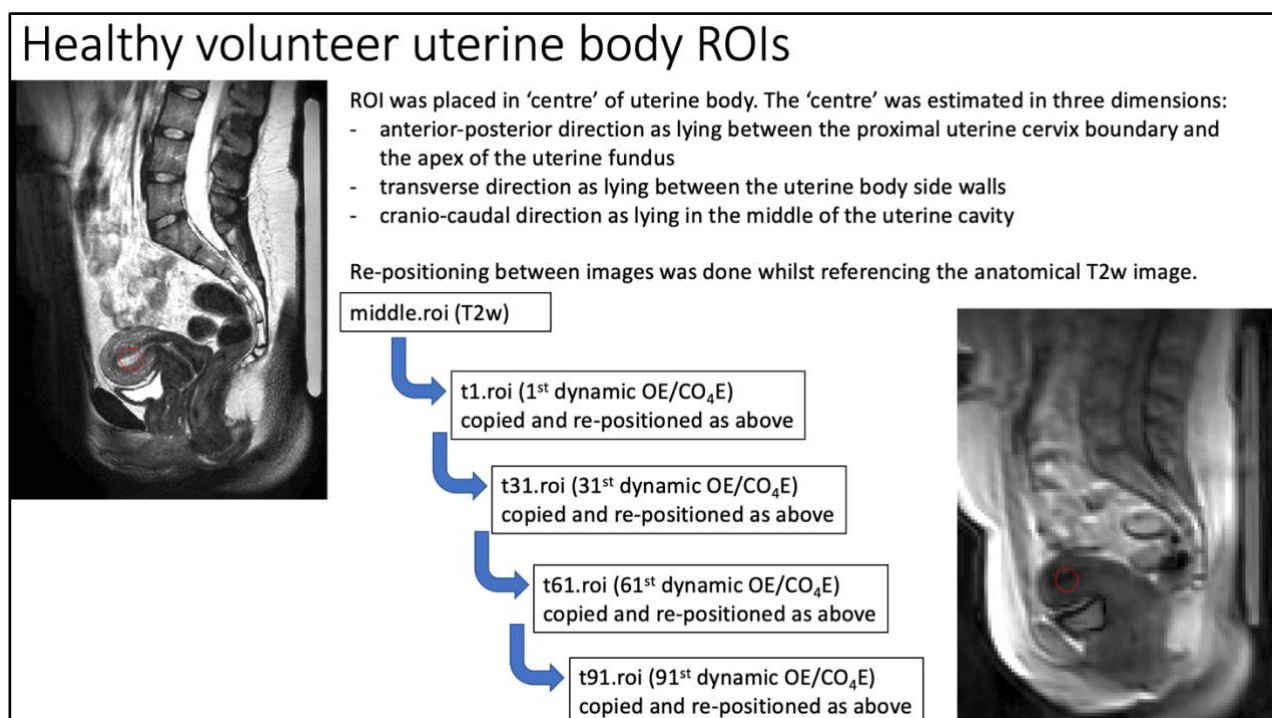 Healthy volunteer uterine body ROIs
ROI was placed in ‘centre’ of uterine body. The ‘centre’ was estimated in three dimensions:
- anterior-posterior direction as lying between the proximal uterine cervix boundary and
the apex of the uterine fundus
- transverse direction as lying between the uterine body side walls
- cranio-caudal direction as lying in the middle of the uterine cavity
Re-positioning between images was done whilst referencing the anatomical T2w image.
middle.roi (T2w)
t1.roi (1st dynamic OE/CO₄E)
copied and re-positioned as above
t31.roi (31st dynamic OE/CO₄E)
copied and re-positioned as above
t61.roi (61st dynamic OE/CO₄E)
copied and re-positioned as above
t91.roi (91st dynamic OE/CO₄E)
copied and re-positioned as above